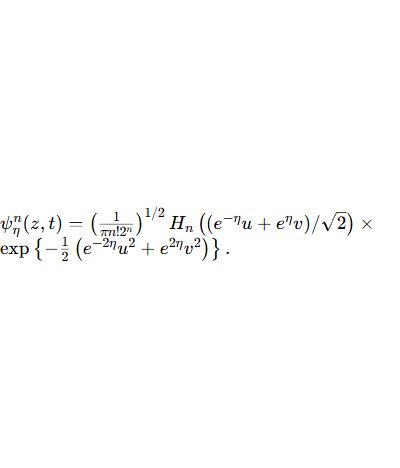 ψ_η^n(z, t) = (1/(πn!2^n))^{1/2} H_n ((e^{−η}u + e^{η}v)/√2) ×
exp {−1/2 (e^{−2η}u^2 + e^{2η}v^2)} .